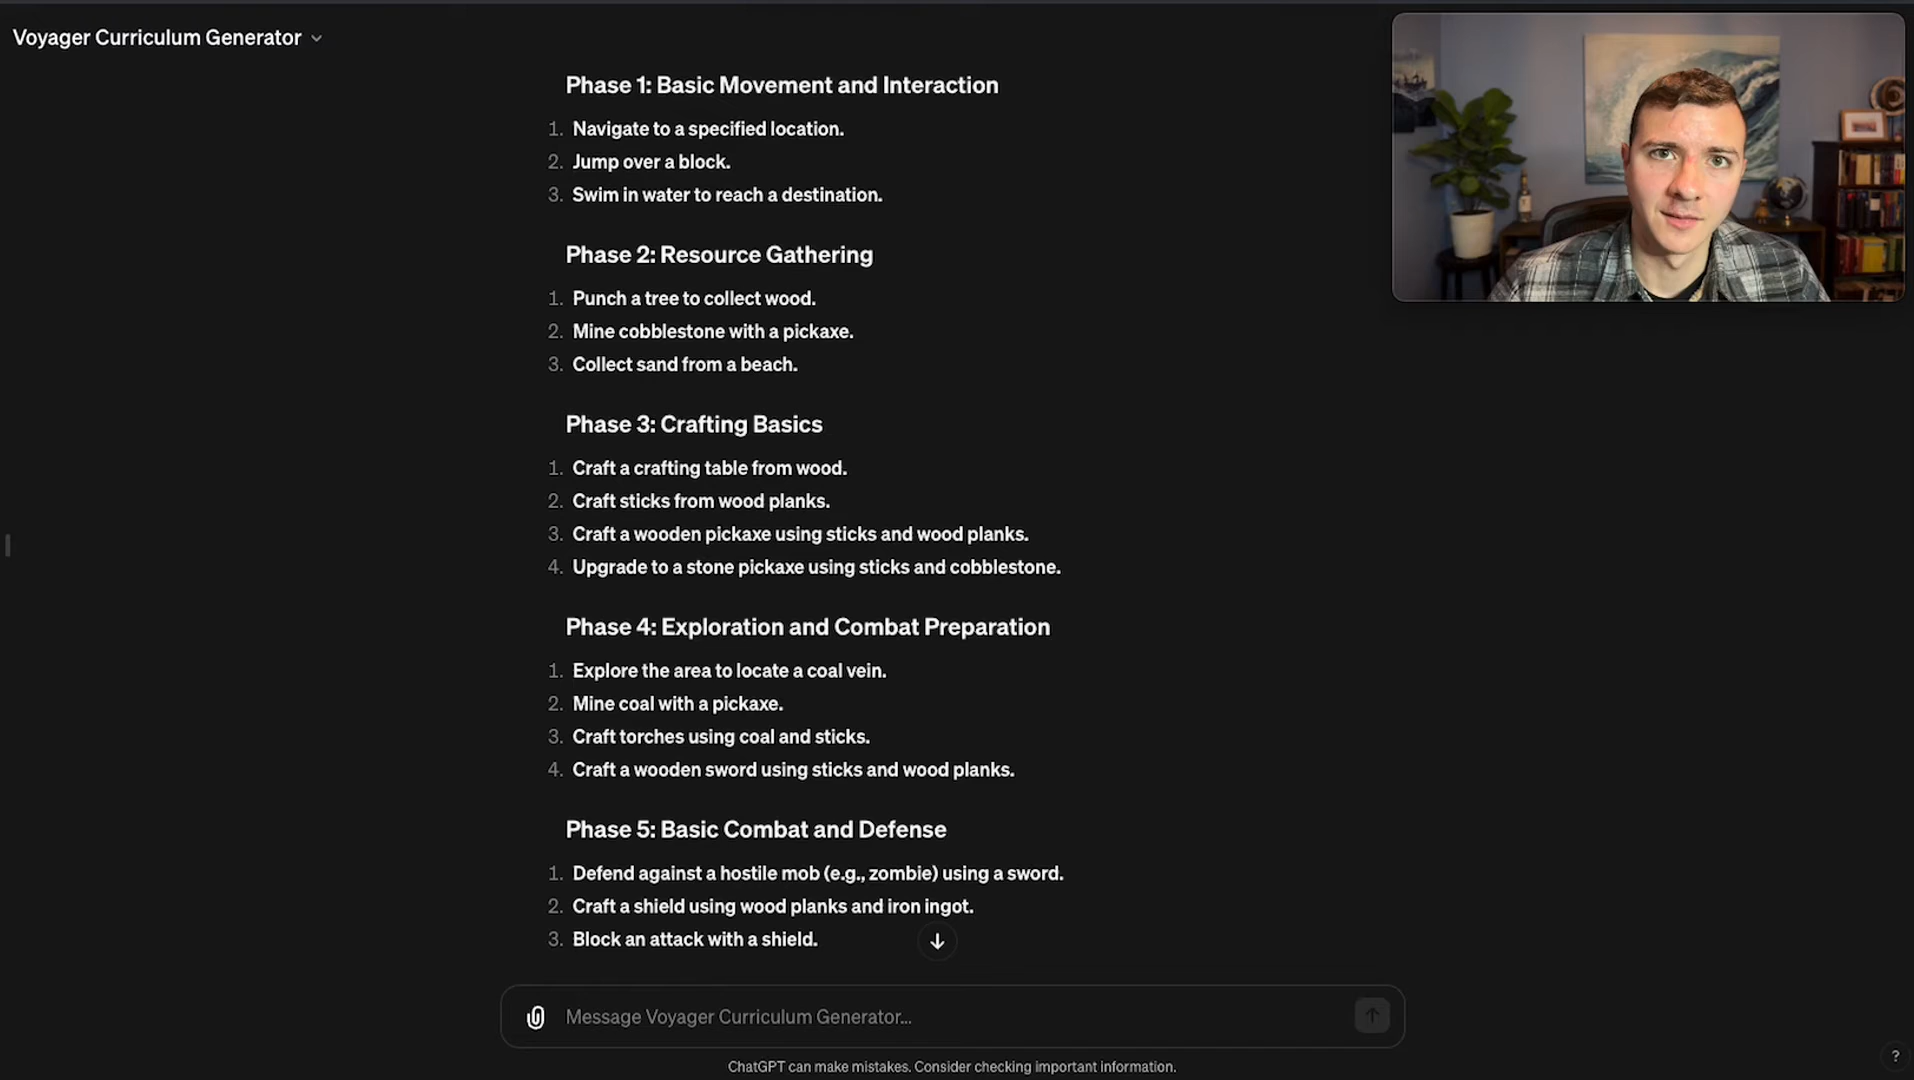 Voyager Curriculum Generator
Phase 1: Basic Movement and Interaction
1. Navigate to a specified location.
2. Jump over a block.
3. Swim in water to reach a destination.
Phase 2: Resource Gathering
1. Punch a tree to collect wood.
2. Mine cobblestone with a pickaxe.
3. Collect sand from a beach.
Phase 3: Crafting Basics
1. Craft a crafting table from wood.
2. Craft sticks from wood planks.
3. Craft a wooden pickaxe using sticks and wood planks.
4. Upgrade to a stone pickaxe using sticks and cobblestone.
Phase 4: Exploration and Combat Preparation
1. Explore the area to locate a coal vein.
2. Mine coal with a pickaxe.
3. Craft torches using coal and sticks.
4. Craft a wooden sword using sticks and wood planks.
Phase 5: Basic Combat and Defense
1. Defend against a hostile mob (e.g., zombie) using a sword.
2. Craft a shield using wood planks and iron ingot.
3. Block an attack with a shield.
Message Voyager Curriculum Generator...
ChatGPT can make mistakes. Consider checking important information.
?